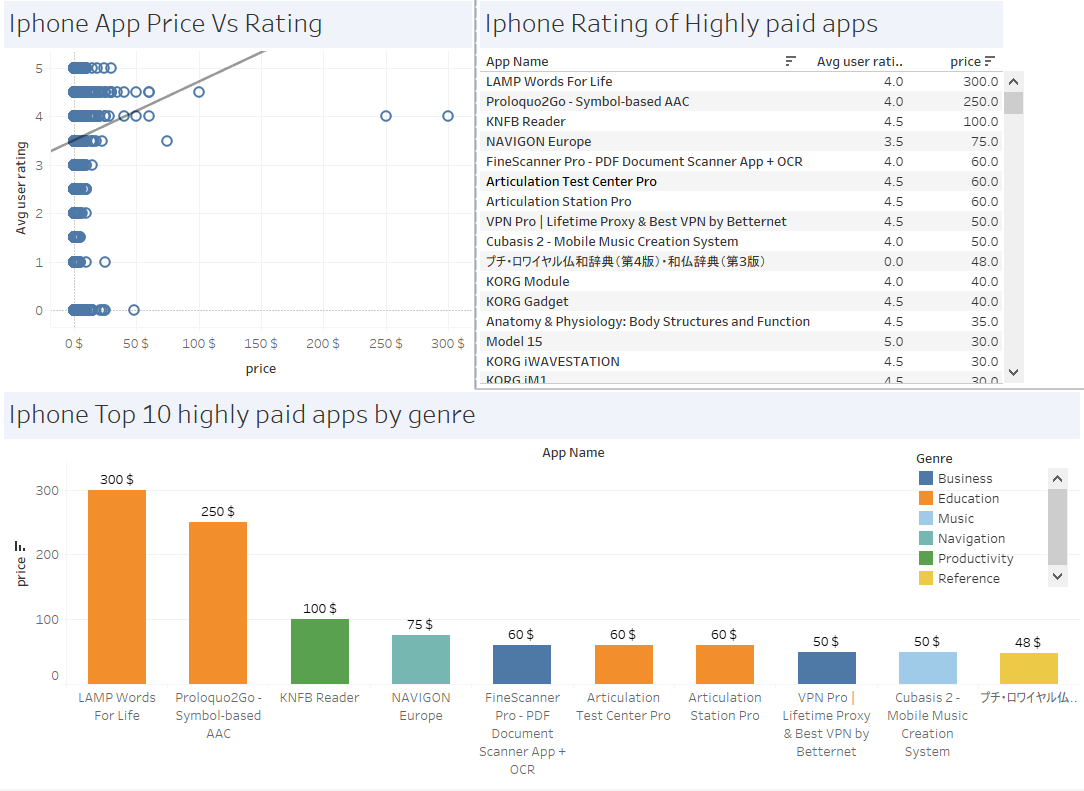 Iphone App Price Vs Rating
5
4
3
2
1
0
Avg user rating
0 $ 50 $ 100 $ 150 $ 200 $ 250 $ 300 $
price
Iphone Rating of Highly paid apps
App Name Avg user rati.. price
LAMP Words For Life 4.0 300.0
Proloquo2Go - Symbol-based AAC 4.0 250.0
KNFB Reader 4.5 100.0
NAVIGON Europe 3.5 75.0
FineScanner Pro - PDF Document Scanner App + OCR 4.0 60.0
Articulation Test Center Pro 4.5 60.0
Articulation Station Pro 4.5 60.0
VPN Pro | Lifetime Proxy & Best VPN by Betternet 4.5 50.0
Cubasis 2 - Mobile Music Creation System 4.0 50.0
プチ・ロワイヤル仏和辞典（第4版）・和仏辞典（第3版） 0.0 48.0
KORG Module 4.0 40.0
KORG Gadget 4.5 40.0
Anatomy & Physiology: Body Structures and Function 4.5 35.0
Model 15 5.0 30.0
KORG iWAVESTATION 4.5 30.0
KORG iM1 4.5 30.0
Iphone Top 10 highly paid apps by genre
App Name
300
200
100
0
price
300 $
250 $
100 $
75 $
60 $
60 $
60 $
50 $
50 $
48 $
LAMP Words
For Life
Proloquo2Go -
Symbol-based
AAC
KNFB Reader
NAVIGON
Europe
FineScanner
Pro - PDF
Document
Scanner App +
OCR
Articulation
Test Center Pro
Articulation
Station Pro
VPN Pro |
Lifetime Proxy
& Best VPN by
Betternet
Cubasis 2 -
Mobile Music
Creation
System
プチ・ロワイヤル仏..
Genre
Business
Education
Music
Navigation
Productivity
Reference